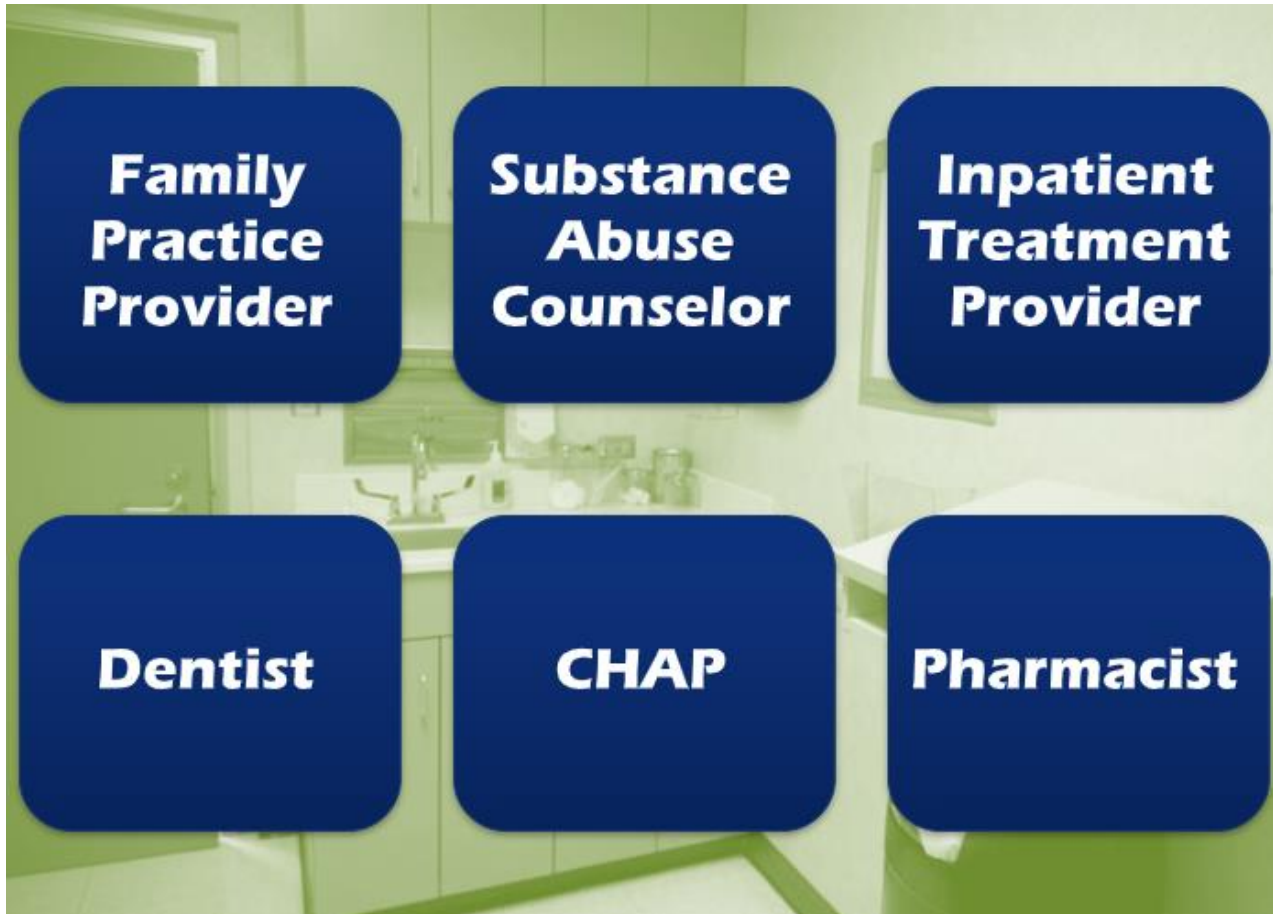 Family
Practice
Provider
Substance
Abuse
Counselor
Inpatient
Treatment
Provider
Dentist
CHAP
Pharmacist